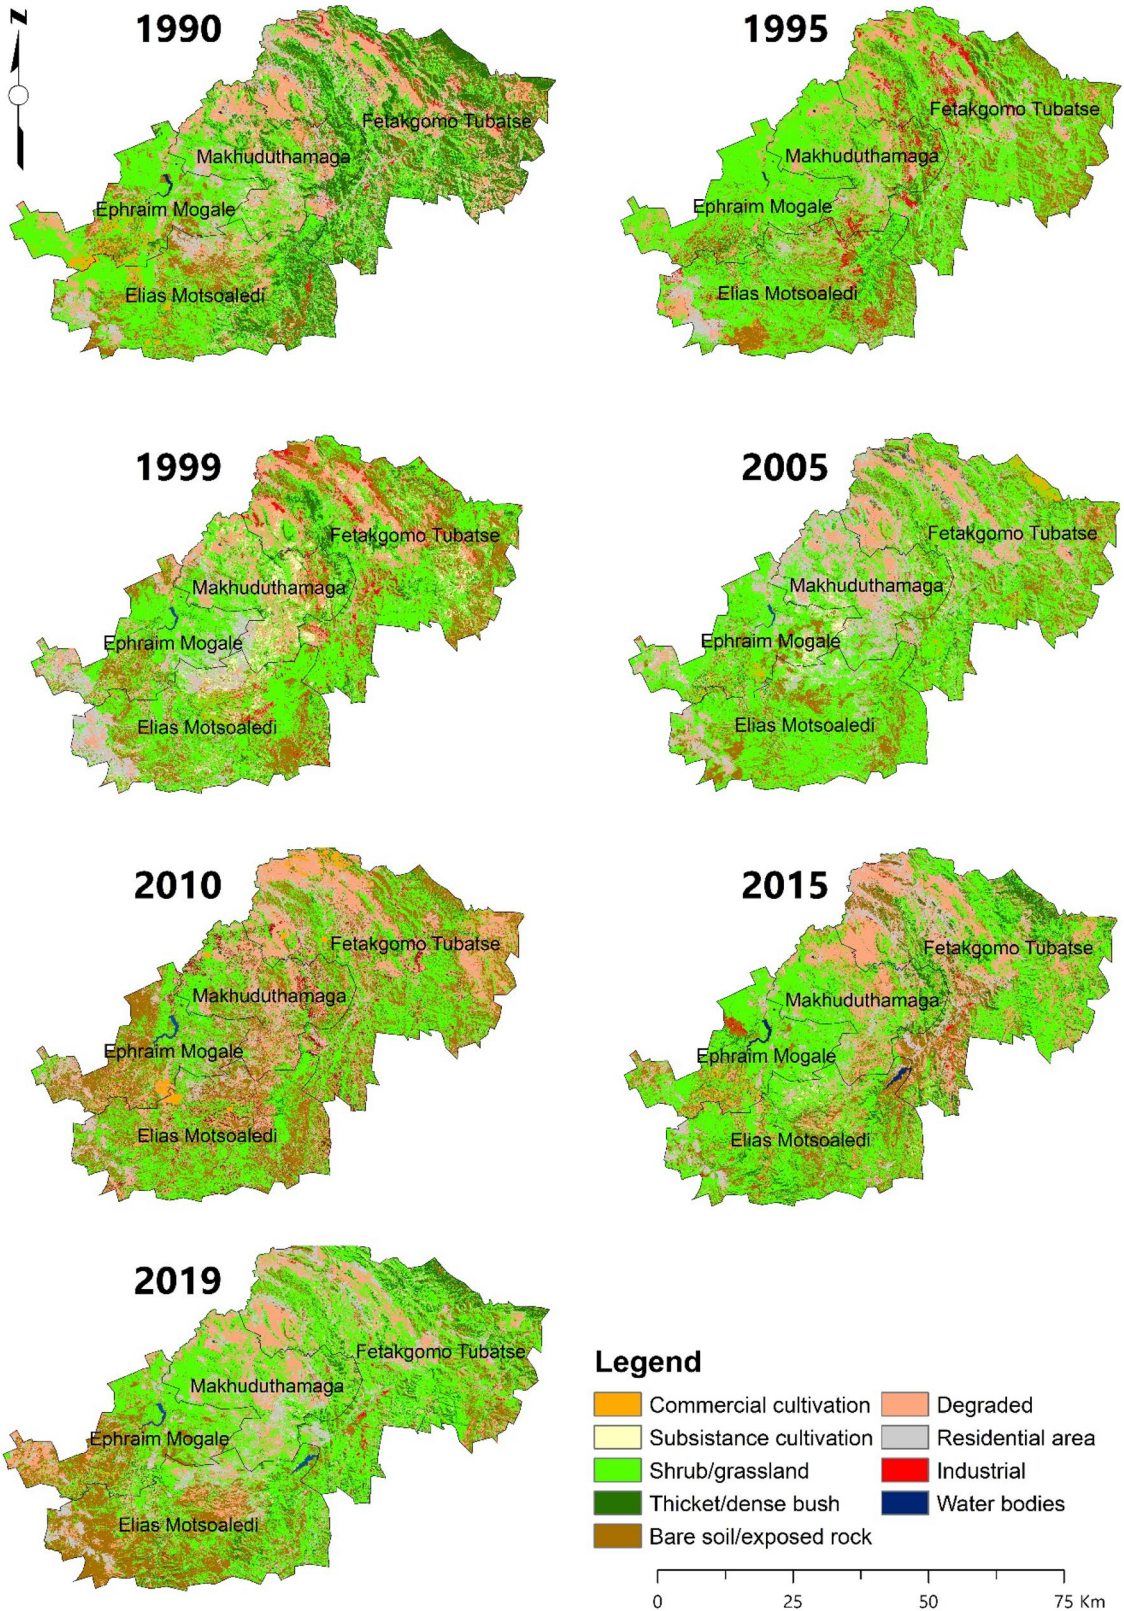 N
1990
Fetakgomo Tubatse
Makhuduthamaga
Ephraim Mogale
Elias Motsoaledi
1995
Fetakgomo Tubatse
Makhuduthamaga
Ephraim Mogale
Elias Motsoaledi
1999
Fetakgomo Tubatse
Makhuduthamaga
Ephraim Mogale
Elias Motsoaledi
2005
Fetakgomo Tubatse
Makhuduthamaga
Ephraim Mogale
Elias Motsoaledi
2010
Fetakgomo Tubatse
Makhuduthamaga
Ephraim Mogale
Elias Motsoaledi
2015
Fetakgomo Tubatse
Makhuduthamaga
Ephraim Mogale
Elias Motsoaledi
2019
Fetakgomo Tubatse
Makhuduthamaga
Ephraim Mogale
Elias Motsoaledi
Legend
Commercial cultivation
Subsistance cultivation
Shrub/grassland
Thicket/dense bush
Bare soil/exposed rock
Degraded
Residential area
Industrial
Water bodies
0 25 50 75 Km